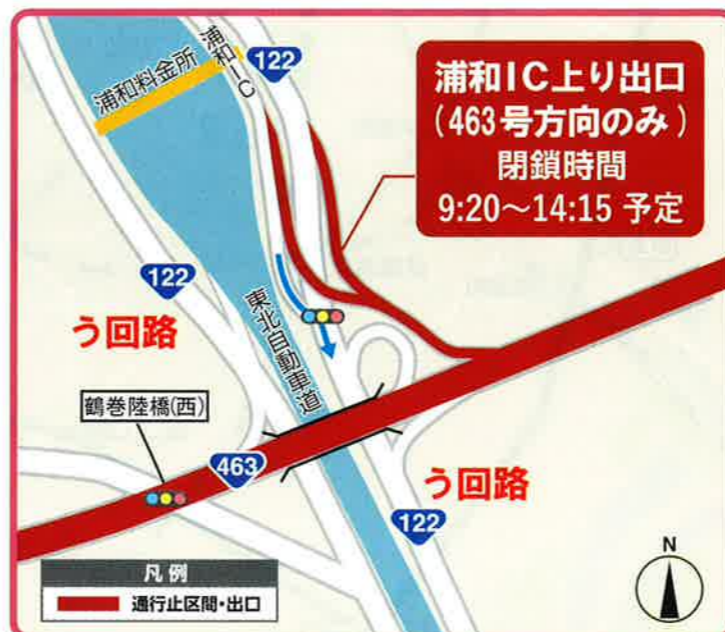 122
浦和IC
浦和料金所
浦和IC上り出口
(463号方向のみ)
閉鎖時間
9:20～14:15 予定
122
う回路
東北自動車道
鶴巻陸橋(西)
463
う回路
122
N
凡例
通行止区間・出口